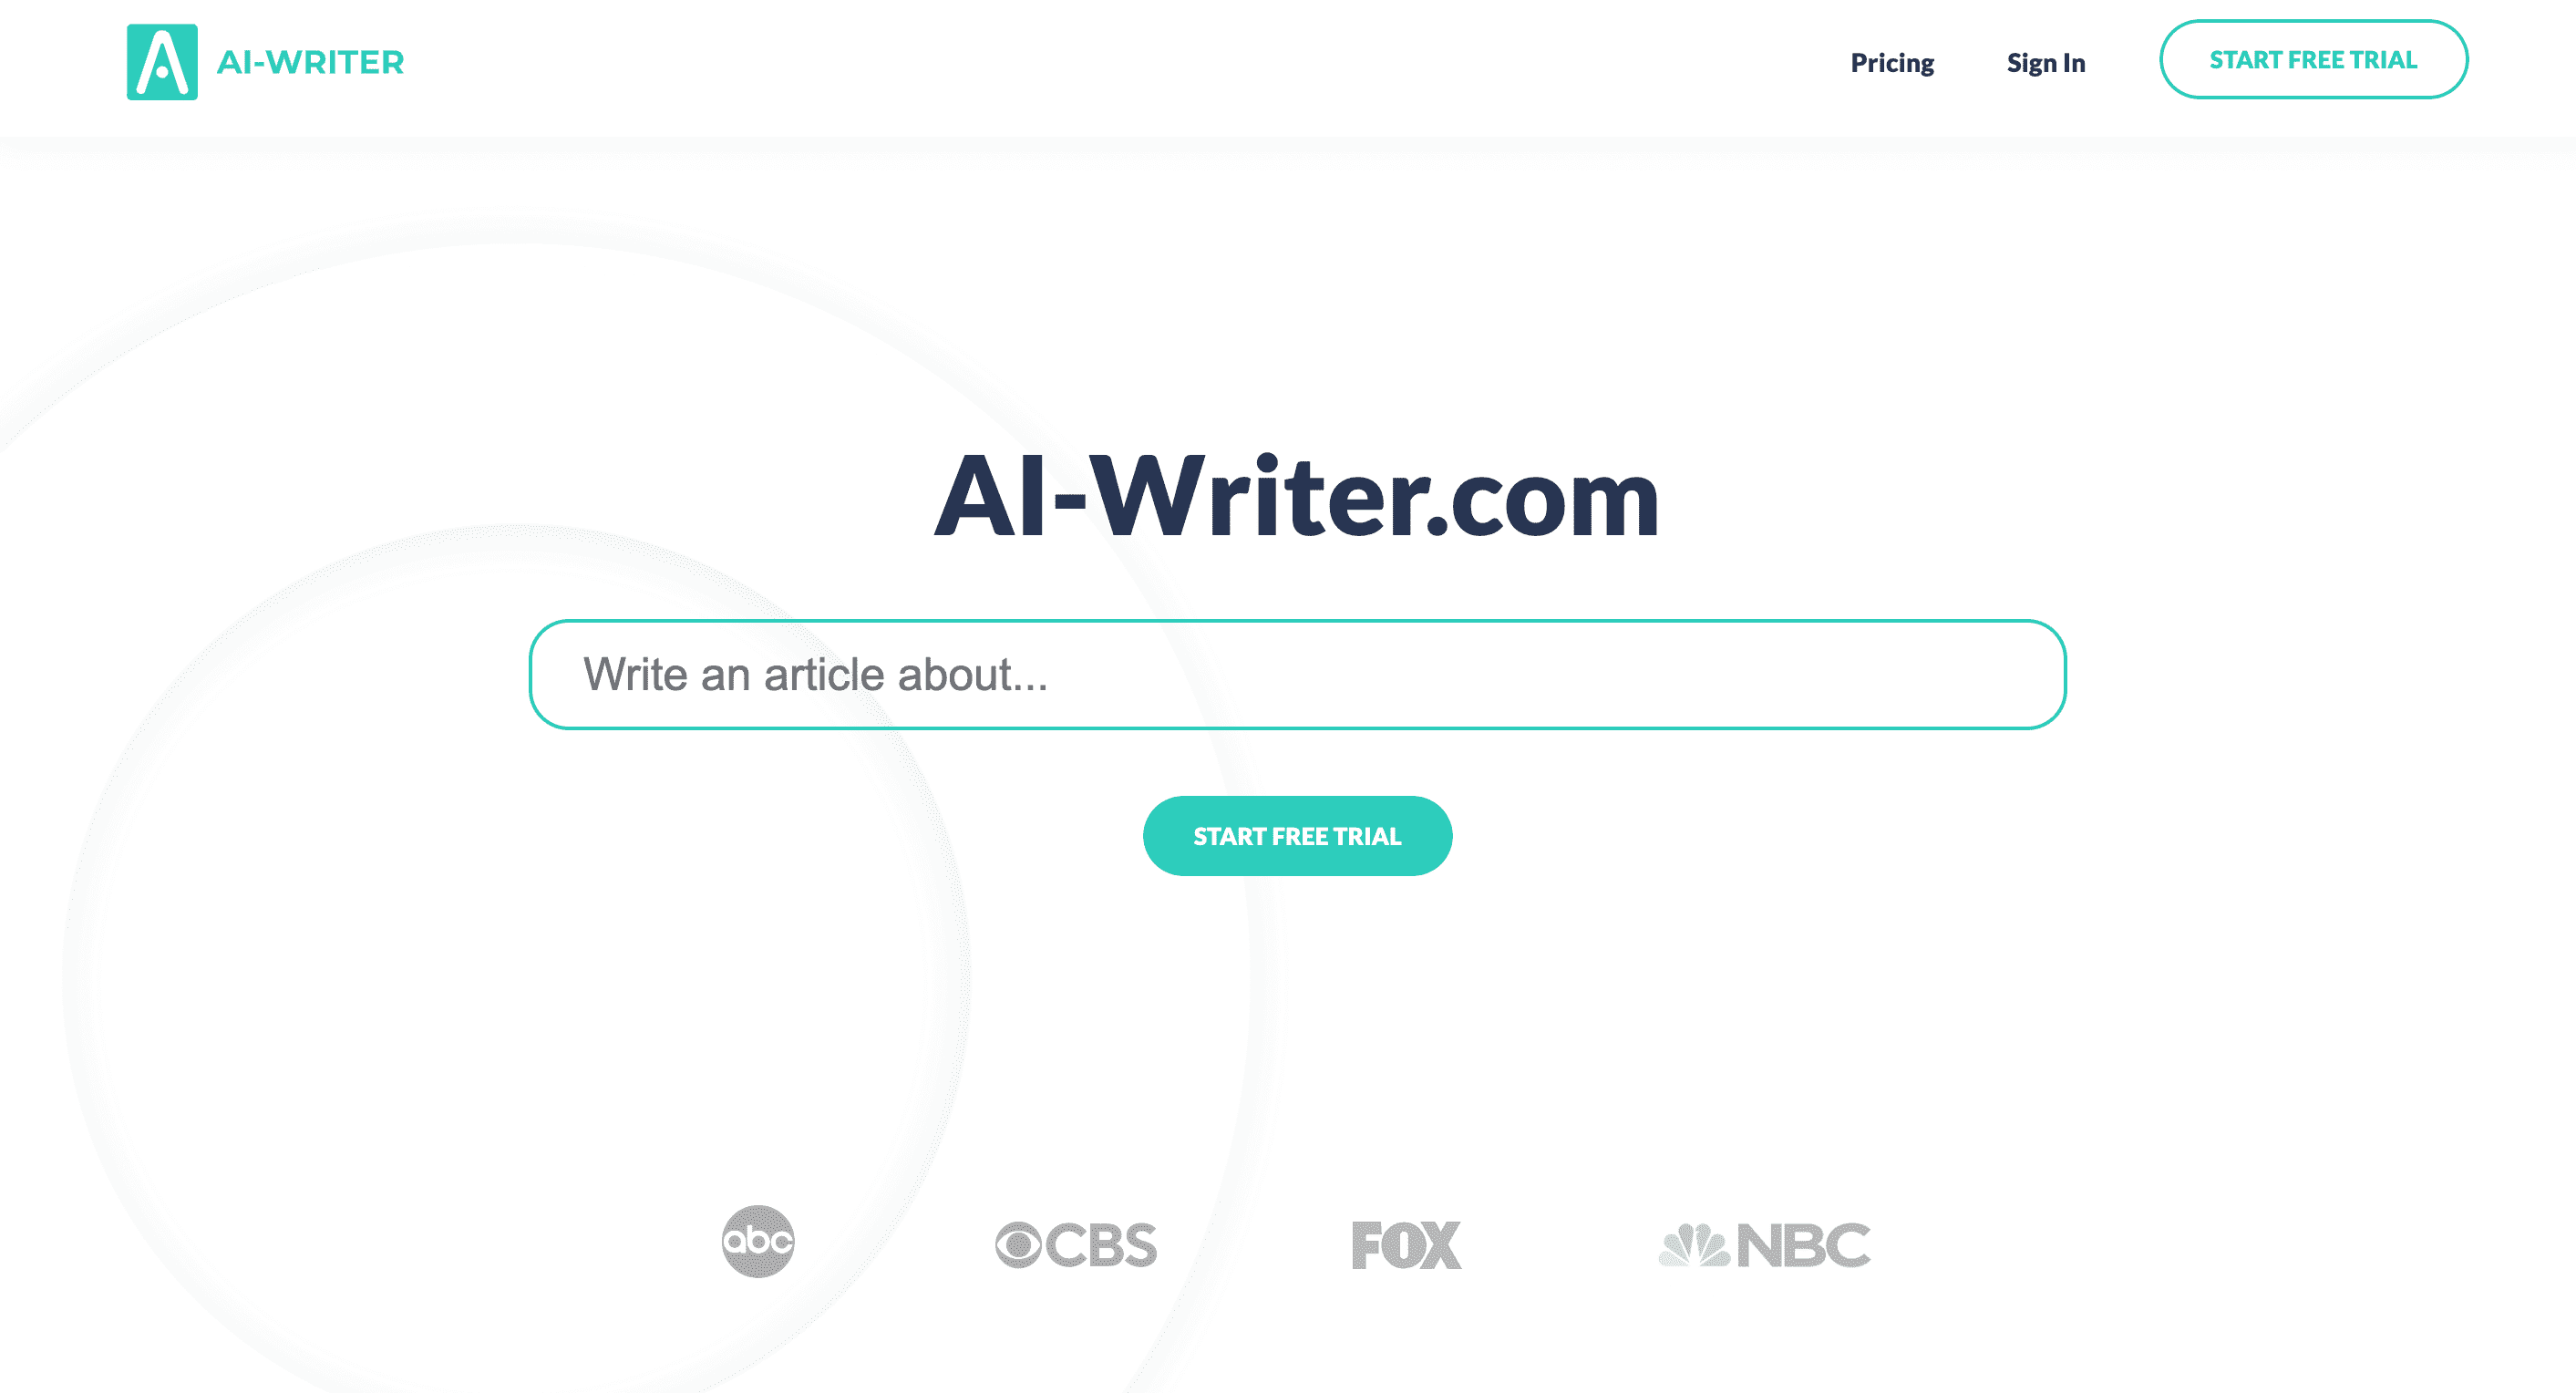 AI-WRITER
Pricing
Sign In
START FREE TRIAL
AI-Writer.com
Write an article about...
START FREE TRIAL
abc
CBS
FOX
NBC